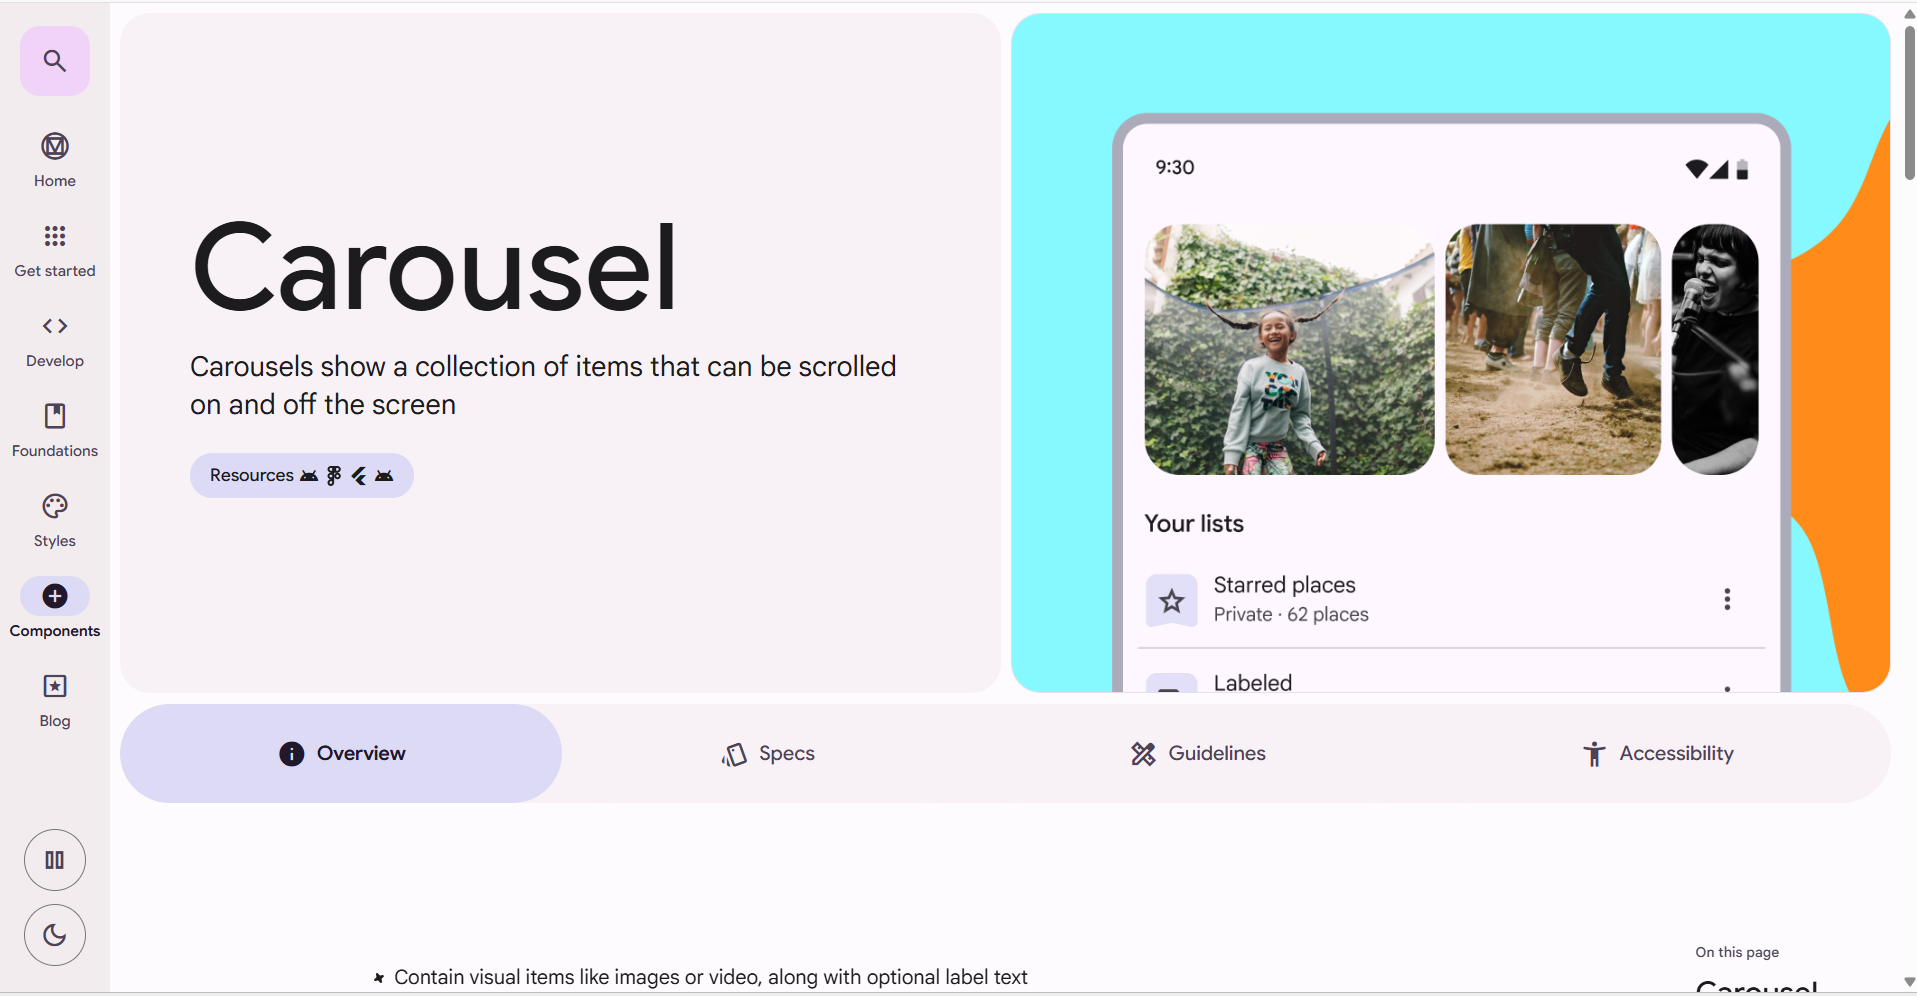 Home
Get started
Develop
Foundations
Styles
Components
Blog
Carousel
Carousels show a collection of items that can be scrolled
on and off the screen
Resources
9:30
Your lists
Starred places
Private · 62 places
Labeled
Overview
Specs
Guidelines
Accessibility
Contain visual items like images or video, along with optional label text
On this page
Carousel